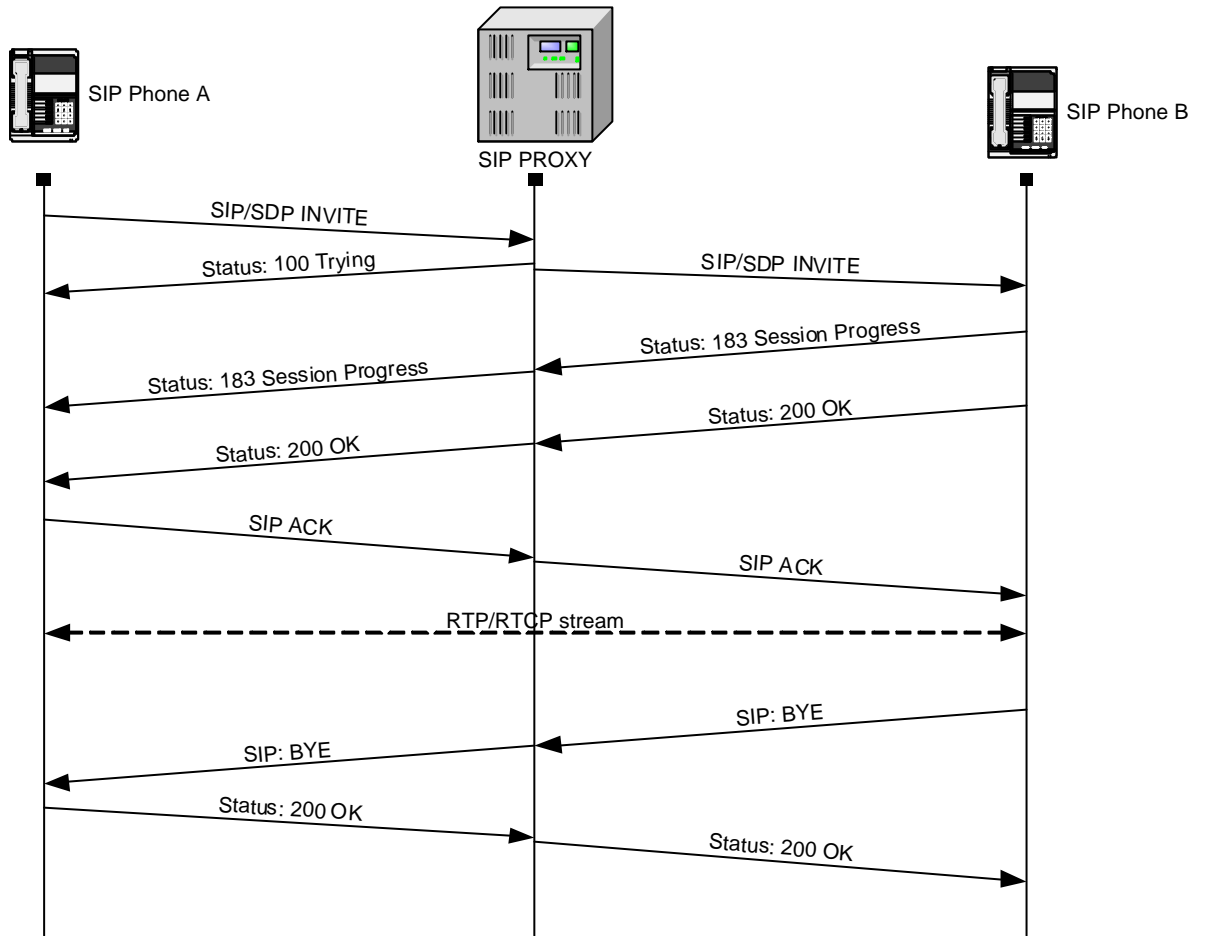 SIP Phone A
SIP PROXY
SIP Phone B
SIP/SDP INVITE
Status: 100 Trying
SIP/SDP INVITE
Status: 183 Session Progress
Status: 183 Session Progress
Status: 200 OK
Status: 200 OK
SIP ACK
SIP ACK
RTP/RTCP stream
SIP: BYE
SIP: BYE
Status: 200 OK
Status: 200 OK